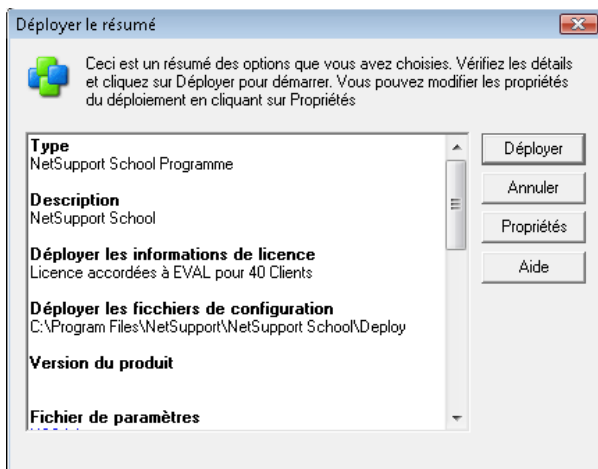 Déployer le résumé
Ceci est un résumé des options que vous avez choisies. Vérifiez les détails
et cliquez sur Déployer pour démarrer. Vous pouvez modifier les propriétés
du déploiement en cliquant sur Propriétés
Type
NetSupport School Programme
Description
NetSupport School
Déployer les informations de licence
Licence accordées à EVAL pour 40 Clients
Déployer les ficchiers de configuration
C:\Program Files\NetSupport\NetSupport School\Deploy
Version du produit
Fichier de paramètres
Déployer
Annuler
Propriétés
Aide